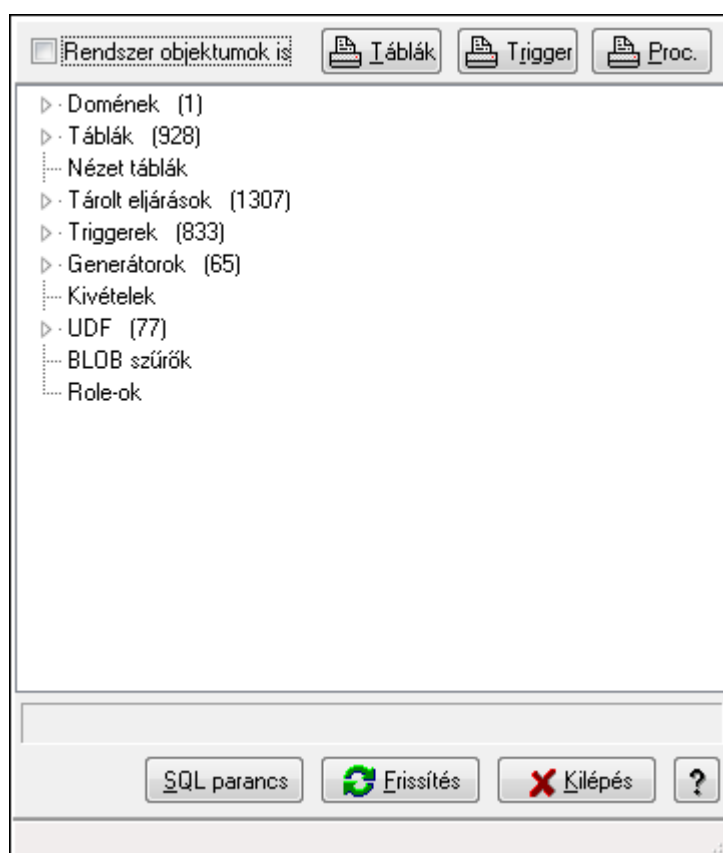 Rendszer objektumok is Táblák Trigger Proc.
Domének (1)
Táblák (928)
Nézet táblák
Tárolt eljárások (1307)
Triggerek (833)
Generátorok (65)
Kivételek
UDF (77)
BLOB szűrők
Role-ok
SQL parancs Frissítés Kilépés ?